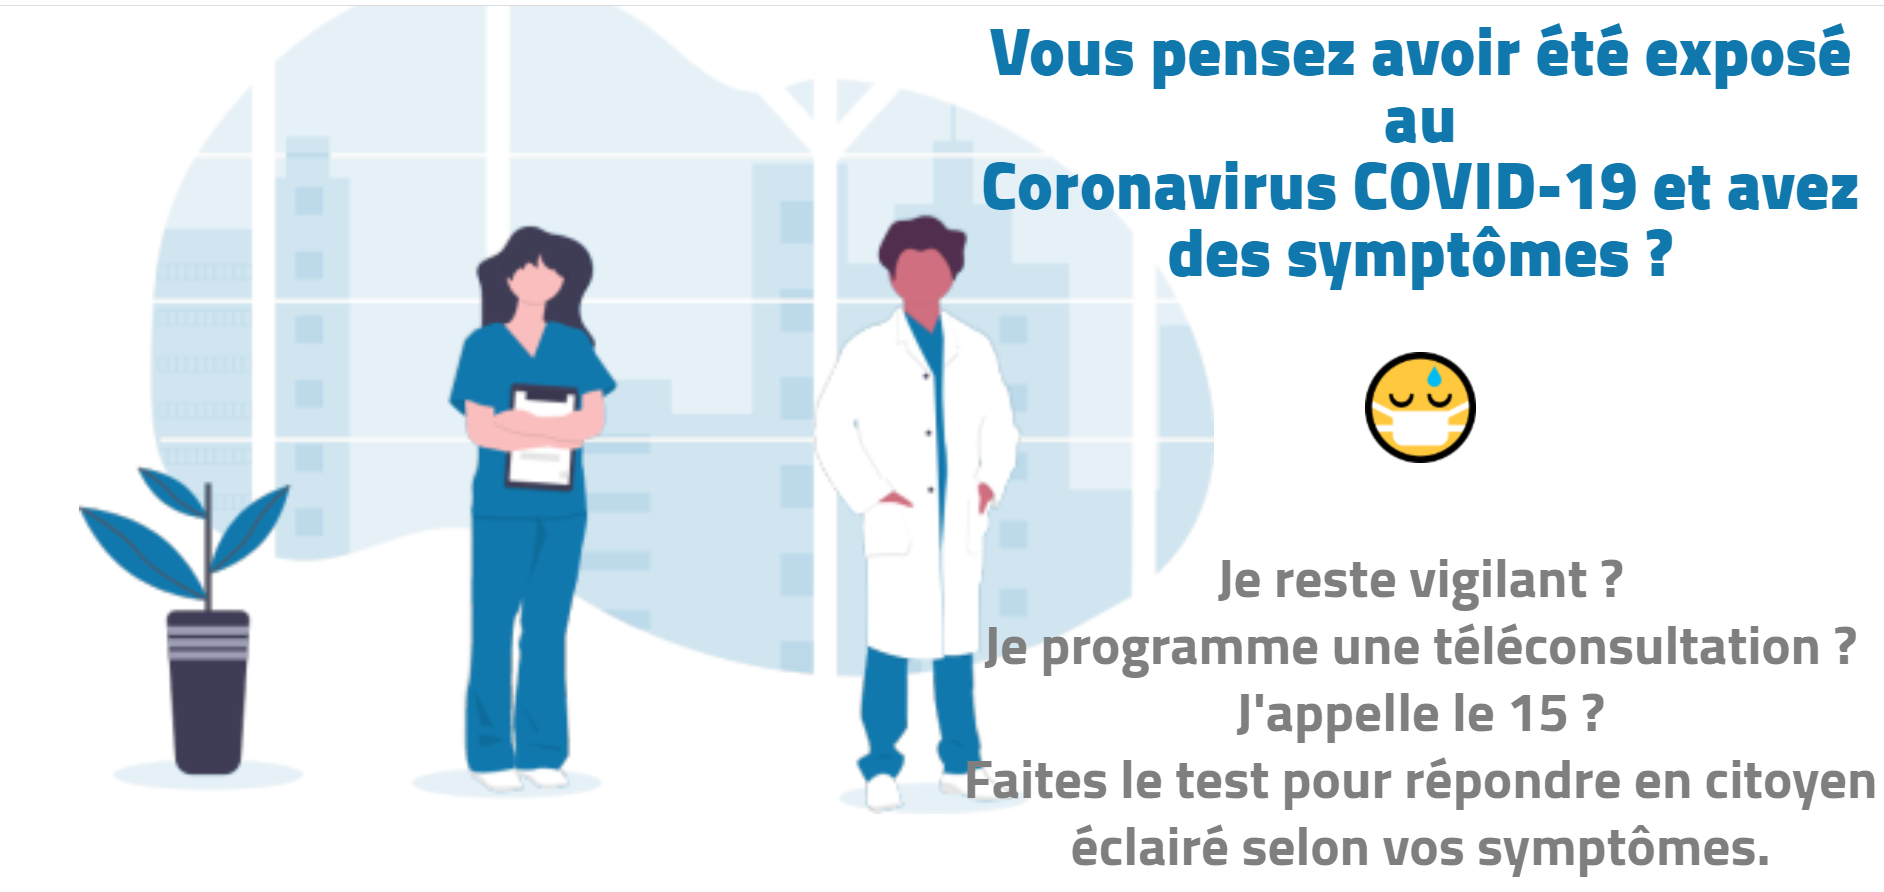 Vous pensez avoir été exposé
au
Coronavirus COVID-19 et avez
des symptômes ?
Je reste vigilant ?
Je programme une téléconsultation ?
J'appelle le 15 ?
Faites le test pour répondre en citoyen
éclairé selon vos symptômes.